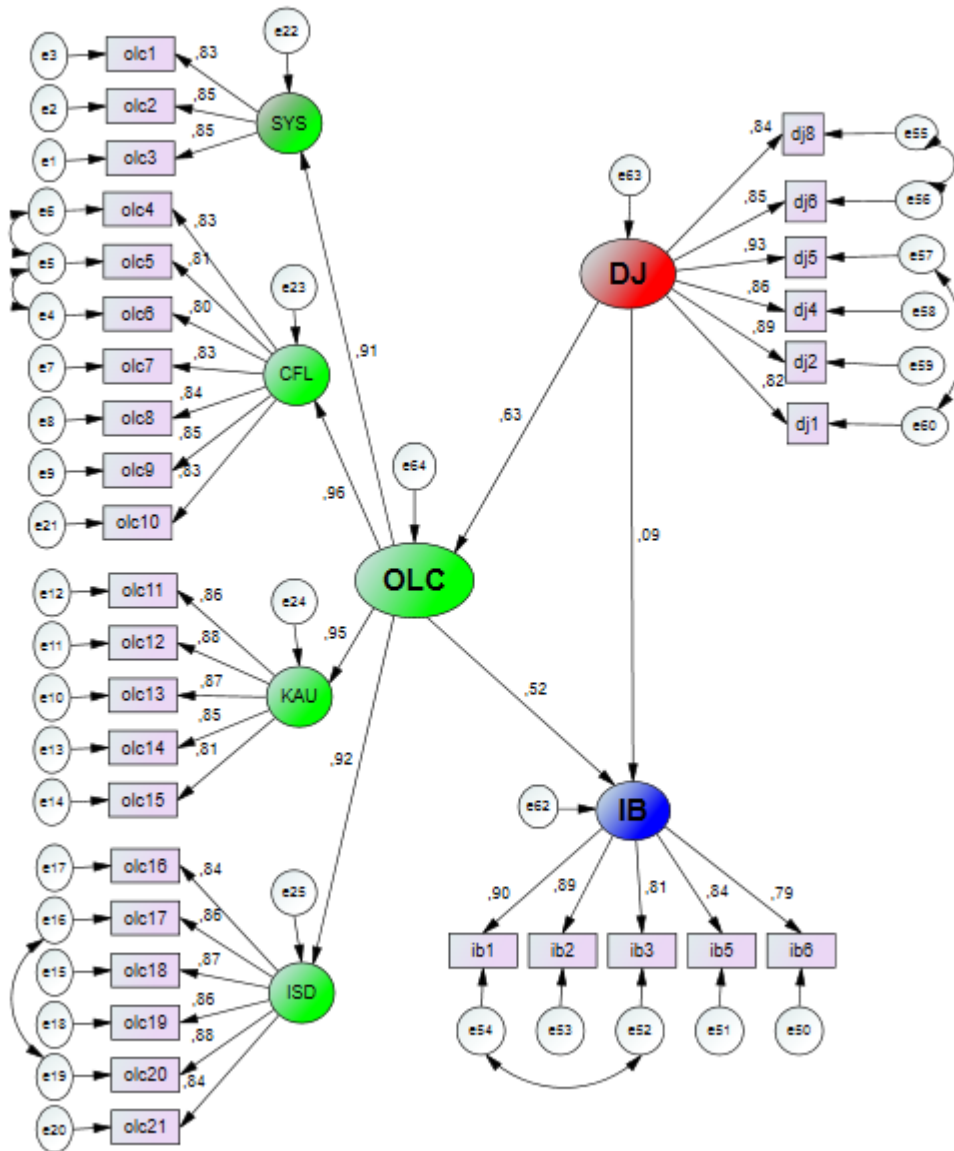 e22
e3 olc1 ,83
e2 olc2 ,85
SYS
e1 olc3 ,85
e6 olc4 ,83
e5 olc5 ,81
e23
e4 olc6 ,80
e7 olc7 ,83
CFL
e8 olc8 ,84
e9 olc9 ,85
e21 olc10 ,83
,91
,96
e64
OLC
e12 olc11 ,86
e24
e11 olc12 ,88
e10 olc13 ,87
KAU
e13 olc14 ,85
e14 olc15 ,81
,95
,92
e17 olc16 ,84
e25
e16 olc17 ,86
e15 olc18 ,87
ISD
e18 olc19 ,86
e19 olc20 ,88
e20 olc21 ,84
e63
DJ
,84 dj8 e55
,85 dj6 e56
,93 dj5 e57
,86 dj4 e58
,89 dj2 e59
,82 dj1 e60
,63
,09
,52
e62
IB
,90 ,89 ,81 ,84 ,79
ib1 ib2 ib3 ib5 ib6
e54 e53 e52 e51 e50